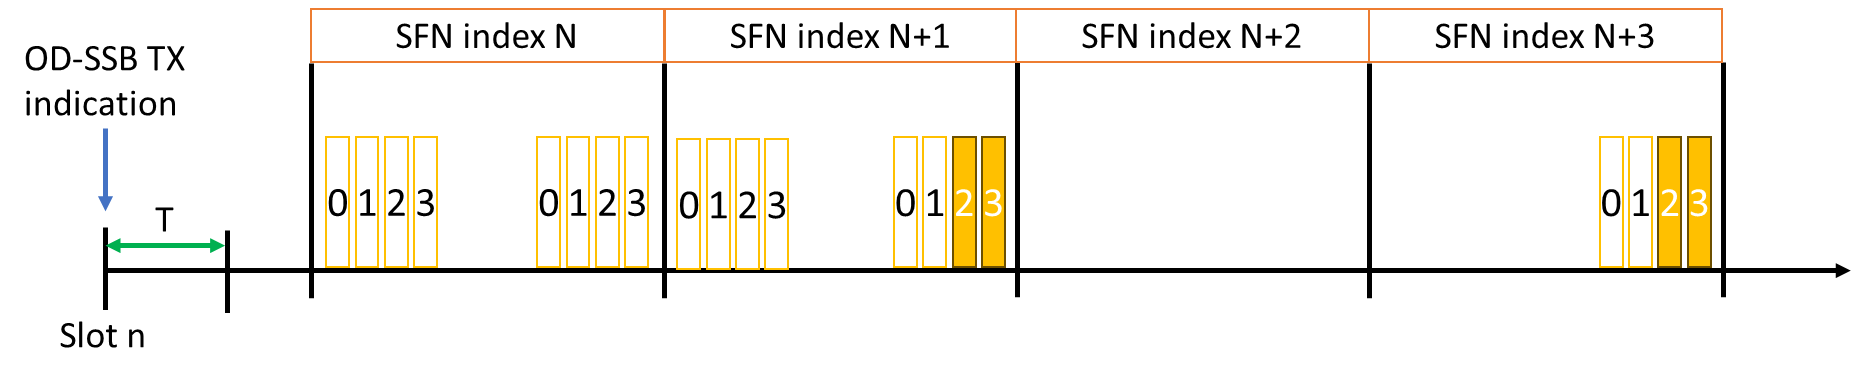 SFN index N
SFN index N+1
SFN index N+2
SFN index N+3
OD-SSB TX
indication
T
0 1 2 3
0 1 2 3
0 1 2 3
0 1 2 3
0 1 2 3
Slot n